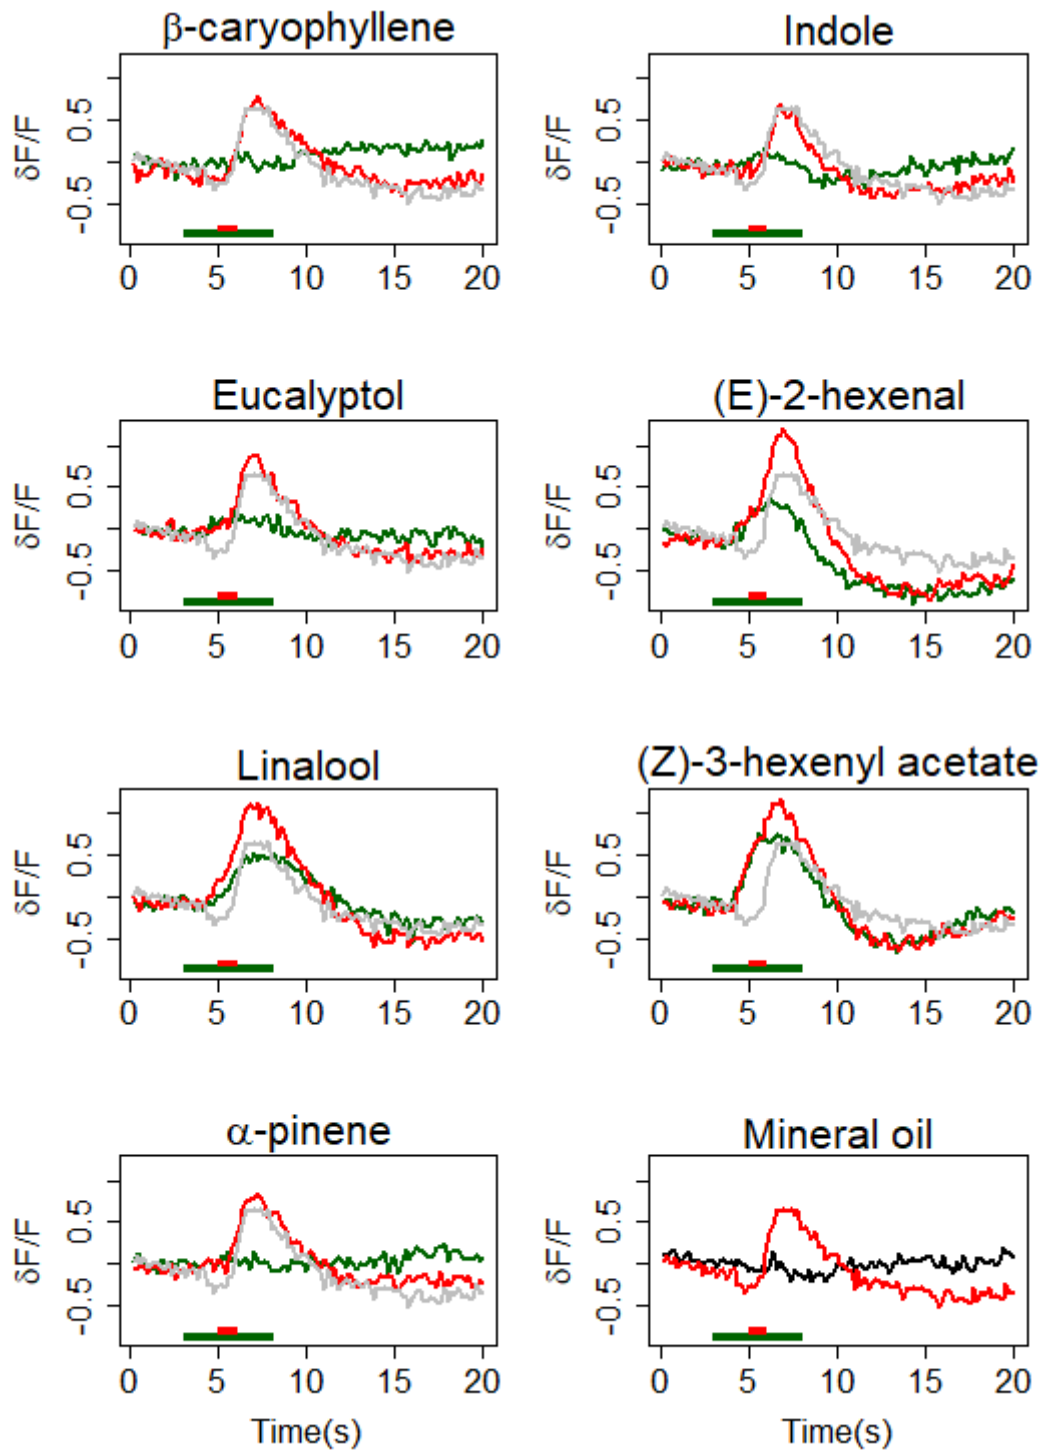 β-caryophyllene
δF/F
0.5
-0.5
0 5 10 15 20
Indole
δF/F
0.5
-0.5
0 5 10 15 20
Eucalyptol
δF/F
0.5
-0.5
0 5 10 15 20
(E)-2-hexenal
δF/F
0.5
-0.5
0 5 10 15 20
Linalool
δF/F
0.5
-0.5
0 5 10 15 20
(Z)-3-hexenyl acetate
δF/F
0.5
-0.5
0 5 10 15 20
α-pinene
δF/F
0.5
-0.5
0 5 10 15 20
Time(s)
Mineral oil
δF/F
0.5
-0.5
0 5 10 15 20
Time(s)